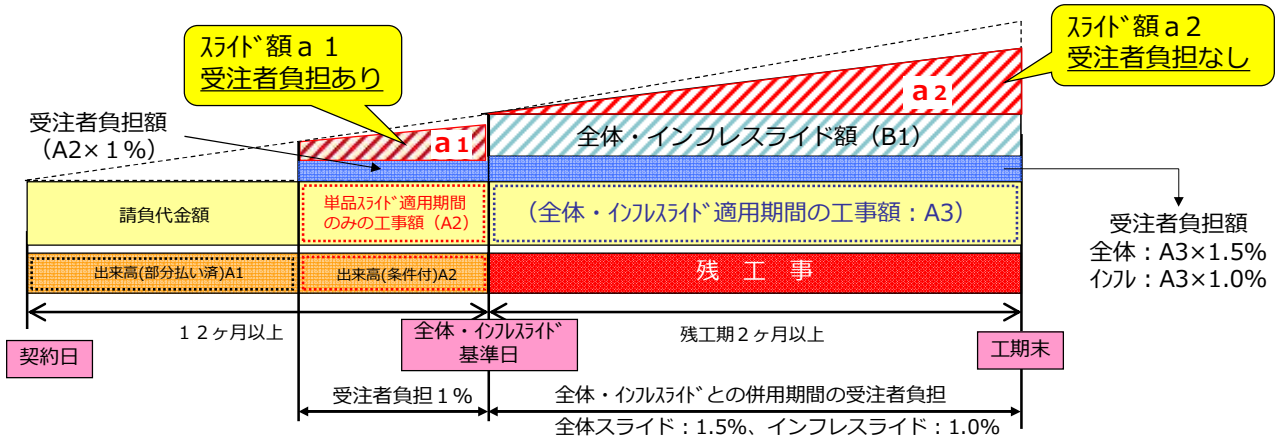 ｽﾗｲﾄﾞ額ａ１
受注者負担あり
ｽﾗｲﾄﾞ額ａ２
受注者負担なし
受注者負担額
（A2×１％）
ａ1
ａ2
全体・インフレスライド額（B1）
請負代金額
単品ｽﾗｲﾄﾞ適用期間
のみの工事額（A2）
（全体・ｲﾝﾌﾚｽﾗｲﾄﾞ適用期間の工事額：A3）
受注者負担額
全体：A3×1.5%
ｲﾝﾌﾚ：A3×1.0%
出来高(部分払い済)A1
出来高(条件付)A2
残　工　事
１２ヶ月以上
全体・ｲﾝﾌﾚｽﾗｲﾄﾞ
基準日
残工期２ヶ月以上
契約日
工期末
受注者負担１%
全体・ｲﾝﾌﾚｽﾗｲﾄﾞとの併用期間の受注者負担
全体スライド：1.5%、インフレスライド：1.0%